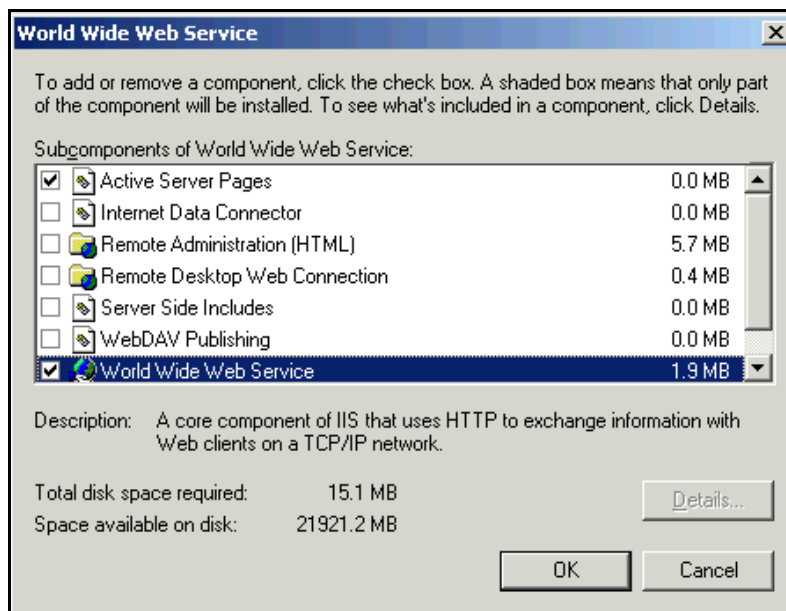 World Wide Web Service
To add or remove a component, click the check box. A shaded box means that only part
of the component will be installed. To see what's included in a component, click Details.
Subcomponents of World Wide Web Service:
Active Server Pages 0.0 MB
Internet Data Connector 0.0 MB
Remote Administration (HTML) 5.7 MB
Remote Desktop Web Connection 0.4 MB
Server Side Includes 0.0 MB
WebDAV Publishing 0.0 MB
World Wide Web Service 1.9 MB
Description: A core component of IIS that uses HTTP to exchange information with
Web clients on a TCP/IP network.
Total disk space required: 15.1 MB
Space available on disk: 21921.2 MB
Details...
OK Cancel